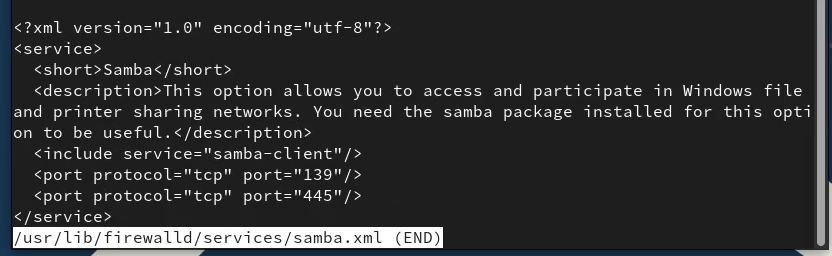 <?xml version="1.0" encoding="utf-8"?>
<service>
  <short>Samba</short>
  <description>This option allows you to access and participate in Windows file
and printer sharing networks. You need the samba package installed for this opti
on to be useful.</description>
  <include service="samba-client"/>
  <port protocol="tcp" port="139"/>
  <port protocol="tcp" port="445"/>
</service>
/usr/lib/firewalld/services/samba.xml (END)